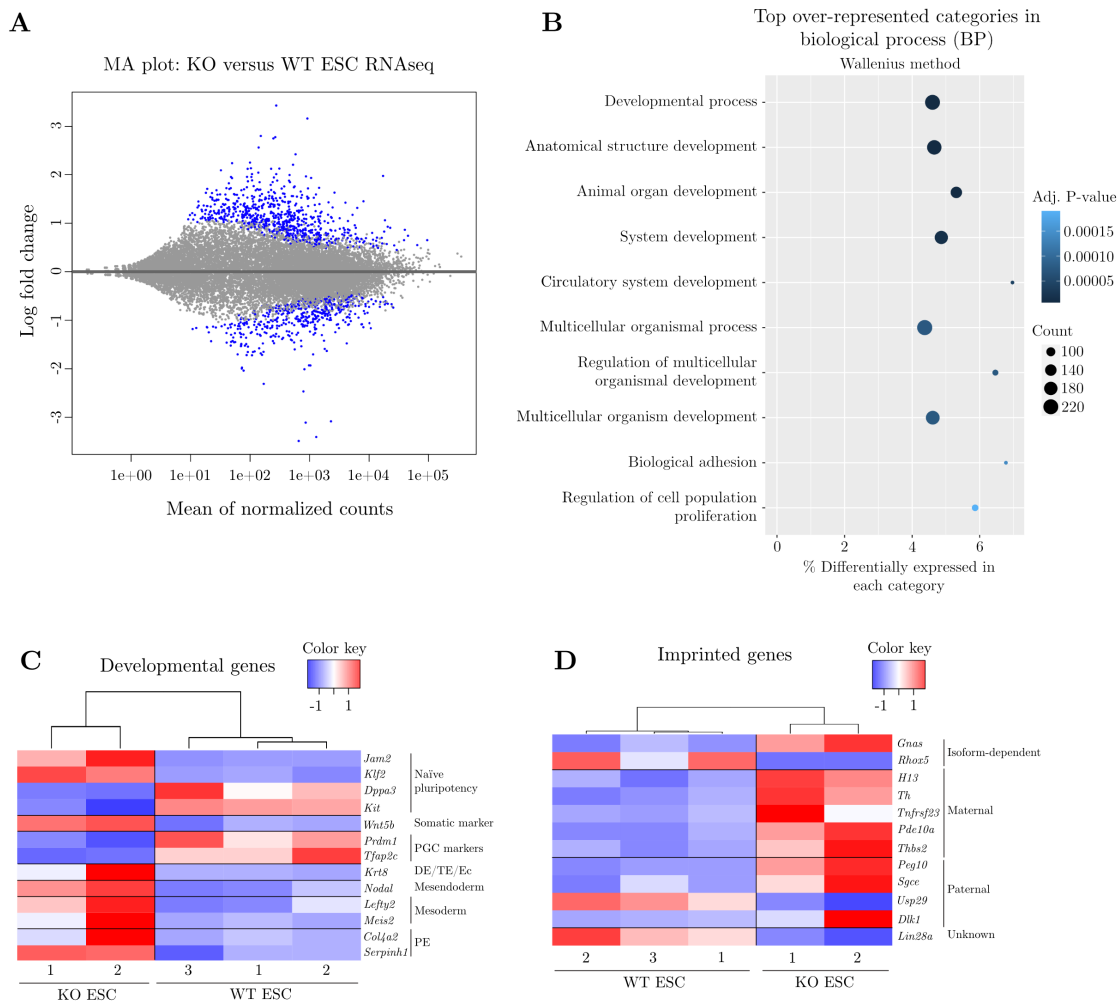 A
MA plot: KO versus WT ESC RNAseq
Log fold change
3
2
1
0
-1
-2
-3
1e+00 1e+01 1e+02 1e+03 1e+04 1e+05
Mean of normalized counts
B
Top over-represented categories in
biological process (BP)
Wallenius method
Developmental process
Anatomical structure development
Animal organ development
System development
Circulatory system development
Multicellular organismal process
Regulation of multicellular
organismal development
Multicellular organism development
Biological adhesion
Regulation of cell population
proliferation
0 2 4 6
% Differentially expressed in
each category
Adj. P-value
0.00015
0.00010
0.00005
Count
100
140
180
220
C
Developmental genes
Color key
-1 1
Jam2
Klf2
Dppa3
Kit
Wnt5b
Prdm1
Tfap2c
Krt8
Nodal
Lefty2
Meis2
Col4a2
Serpinh1
Naïve
pluripotency
Somatic marker
PGC markers
DE/TE/Ec
Mesendoderm
Mesoderm
PE
1 2 3 1 2
KO ESC WT ESC
D
Imprinted genes
Color key
-1 1
Gnas
Rhox5
H13
Th
Tnfrsf23
Pde10a
Thbs2
Peg10
Sgce
Usp29
Dlk1
Lin28a
Isoform-dependent
Maternal
Paternal
Unknown
2 3 1 1 2
WT ESC KO ESC